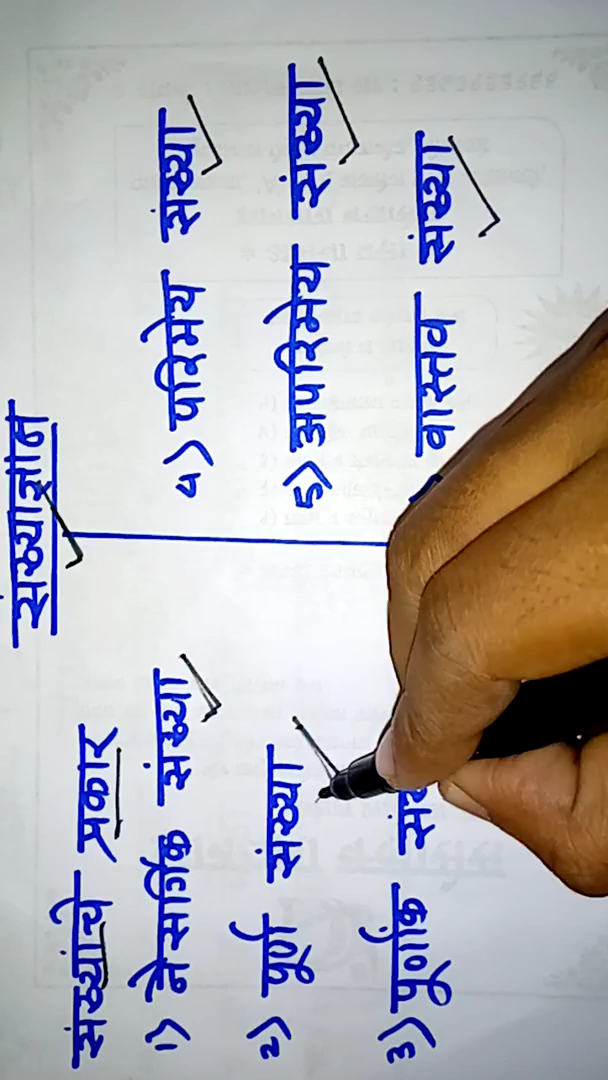 संख्याज्ञान
संख्यांचे प्रकार
१) नैसर्गिक संख्या
२) पूर्ण संख्या
३) पूर्णांक
४) परिमेय संख्या
५) अपरिमेय संख्या
वास्तव संख्या